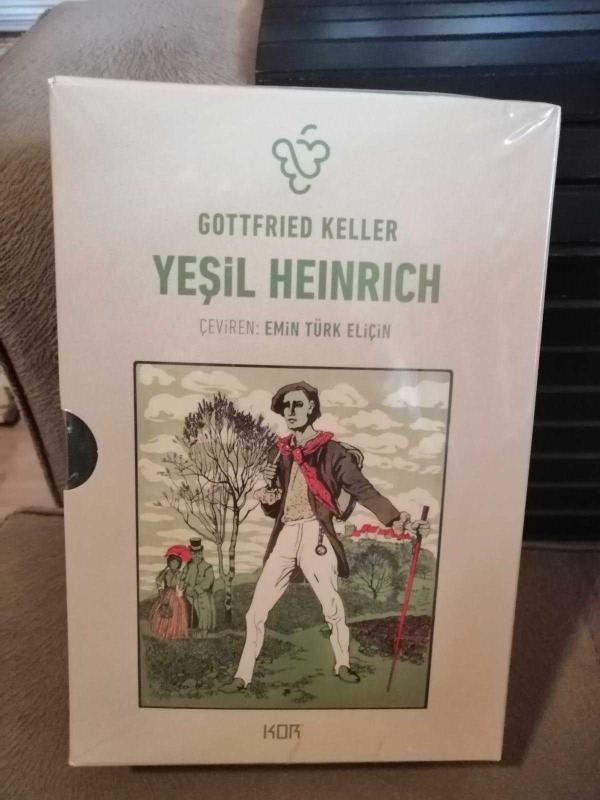 GOTTFRIED KELLER
YEŞİL HEINRICH
ÇEVİREN: EMİN TÜRK ELİÇİN
KOR